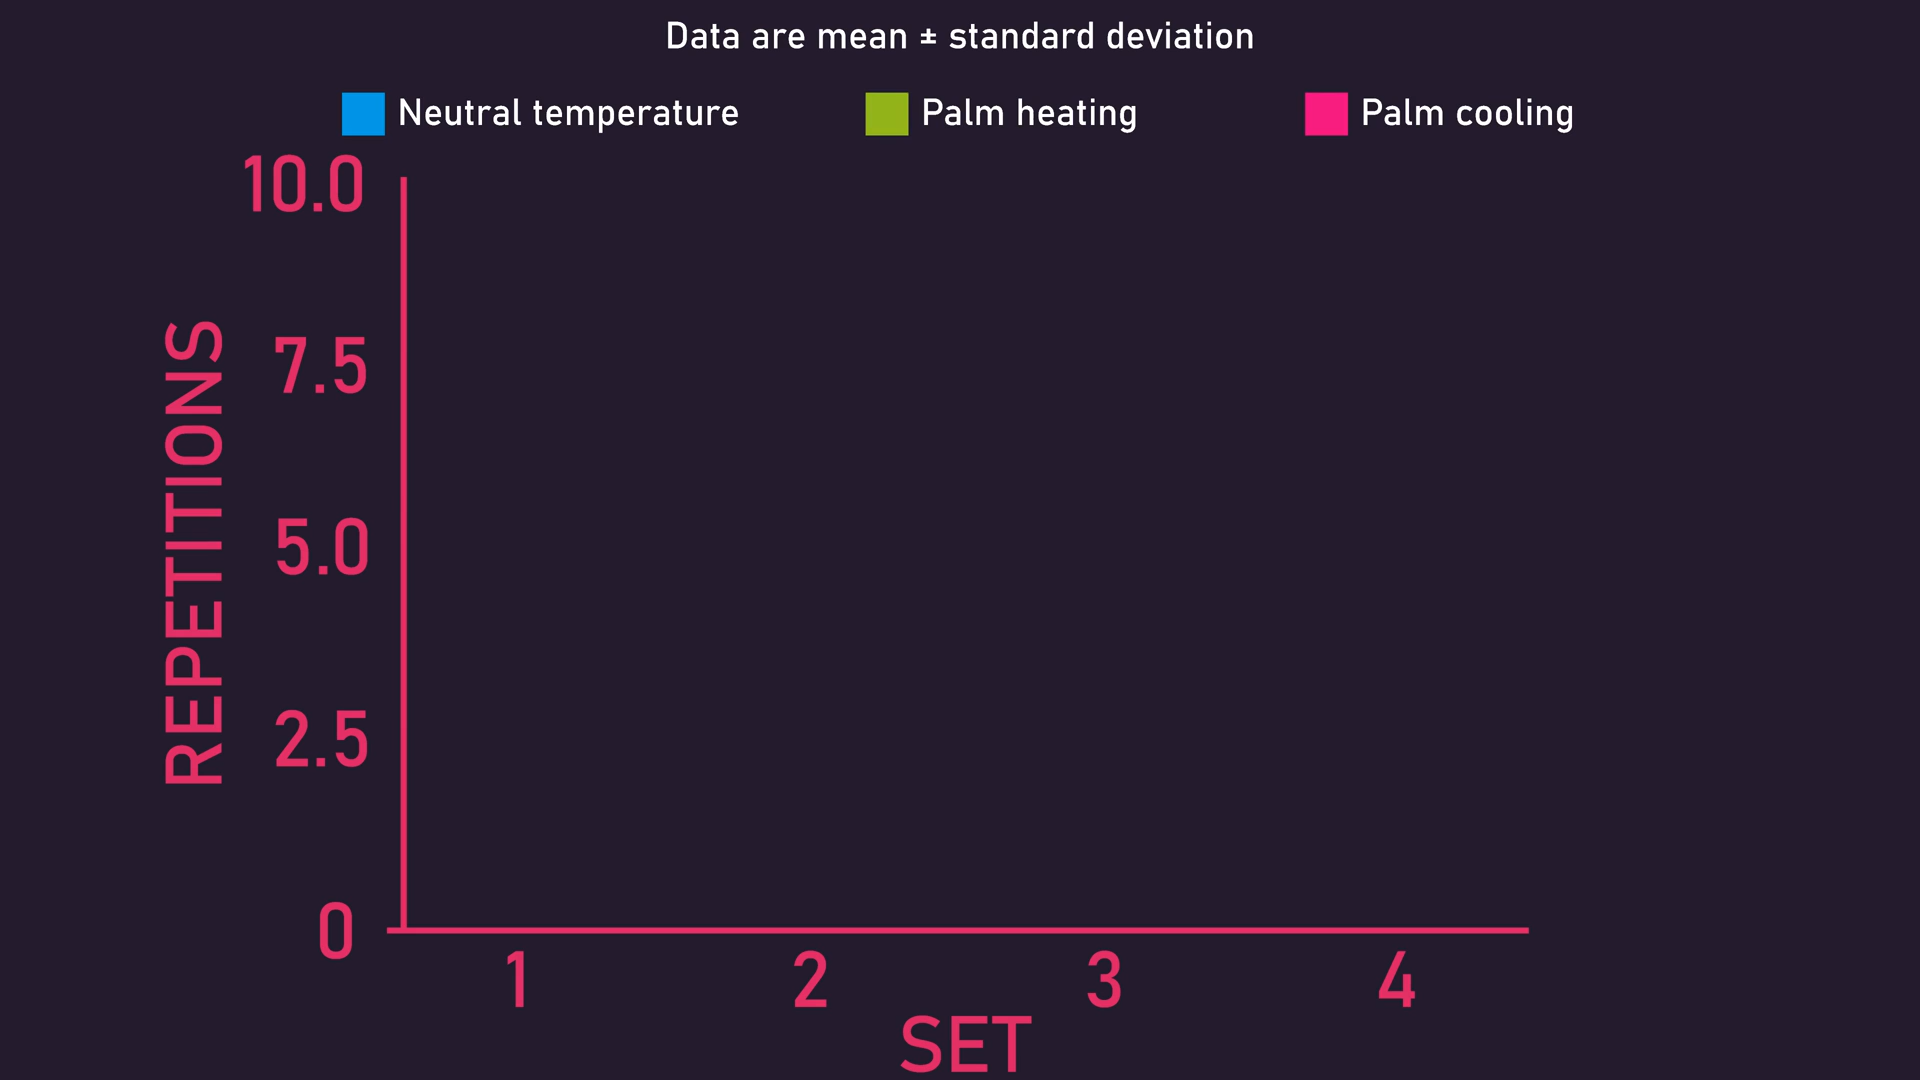 Data are mean ± standard deviation
Neutral temperature
Palm heating
Palm cooling
10.0
7.5
5.0
2.5
0
REPETITIONS
1
2
3
4
SET